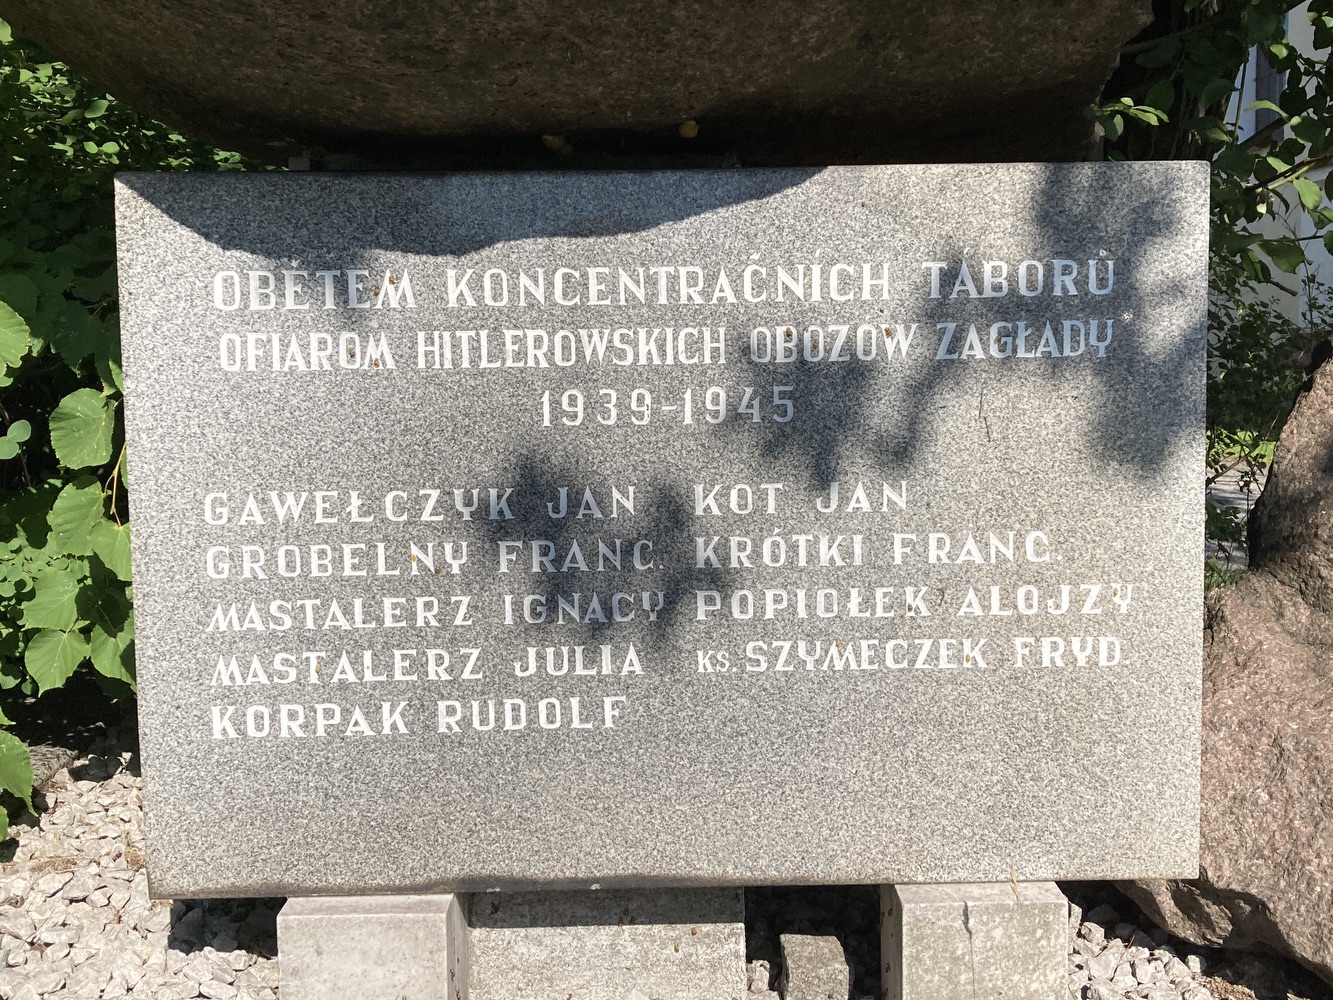 OBĚTEM KONCENTRAČNÍCH TÁBORŮ
OFIAROM HITLEROWSKICH OBOZÓW ZAGŁADY
1939-1945
GAWEŁCZYK JAN
GROBELNY FRANC.
MASTALERZ IGNACY
MASTALERZ JULIA
KORPAK RUDOLF
KOT JAN
KRÓTKI FRANC.
POPIOŁEK ALOJZY
KS. SZYMECZEK FRYD.